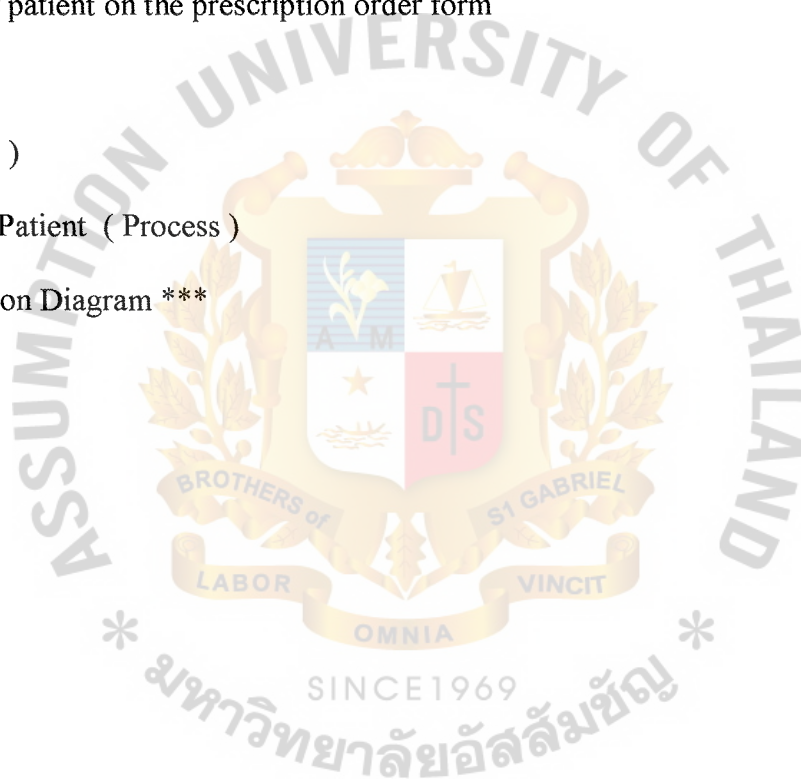 patient on the prescription order form
)
Patient ( Process )
on Diagram ***
ASSUMPTION UNIVERSITY OF THAILAND
A M
D S
BROTHERS of ST GABRIEL
LABOR OMNIA VINCIT
SINCE1969
* มหาวิทยาลัยอัสสัมชัญ *